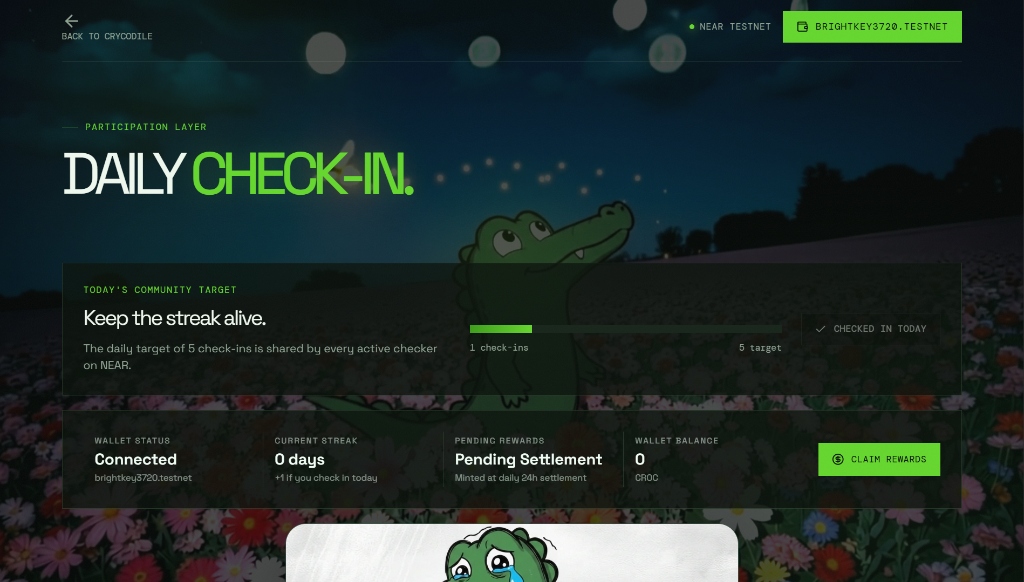 BACK TO CRYCODILE
NEAR TESTNET
BRIGHTKEY3720.TESTNET
PARTICIPATION LAYER
DAILY CHECK-IN.
TODAY'S COMMUNITY TARGET
Keep the streak alive.
The daily target of 5 check-ins is shared by every active checker
on NEAR.
1 check-ins
5 target
CHECKED IN TODAY
WALLET STATUS
Connected
brightkey3720.testnet
CURRENT STREAK
0 days
+1 if you check in today
PENDING REWARDS
Pending Settlement
Minted at daily 24h settlement
WALLET BALANCE
0
CROC
CLAIM REWARDS